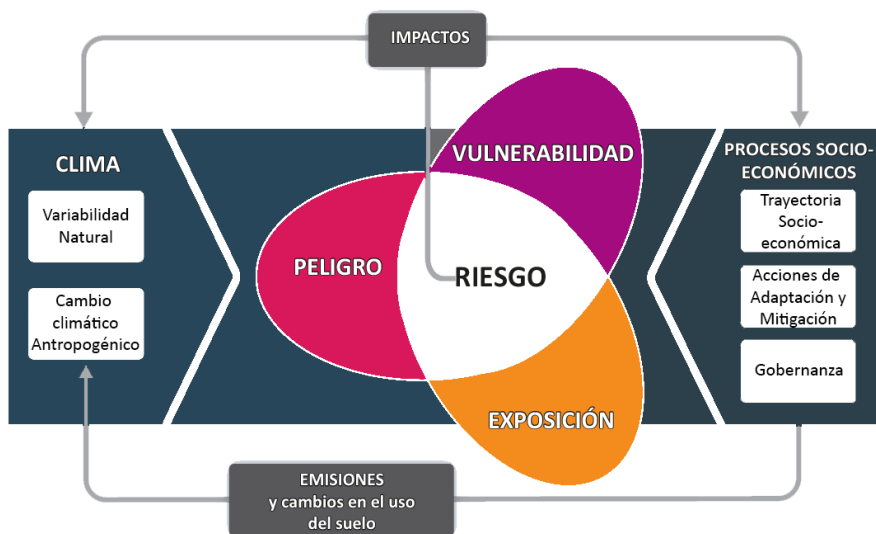 IMPACTOS
CLIMA
Variabilidad
Natural
Cambio
climático
Antropogénico
PELIGRO
VULNERABILIDAD
RIESGO
EXPOSICIÓN
PROCESOS SOCIO-
ECONÓMICOS
Trayectoria
Socio-
económica
Acciones de
Adaptación y
Mitigación
Gobernanza
EMISIONES
y cambios en el uso
del suelo